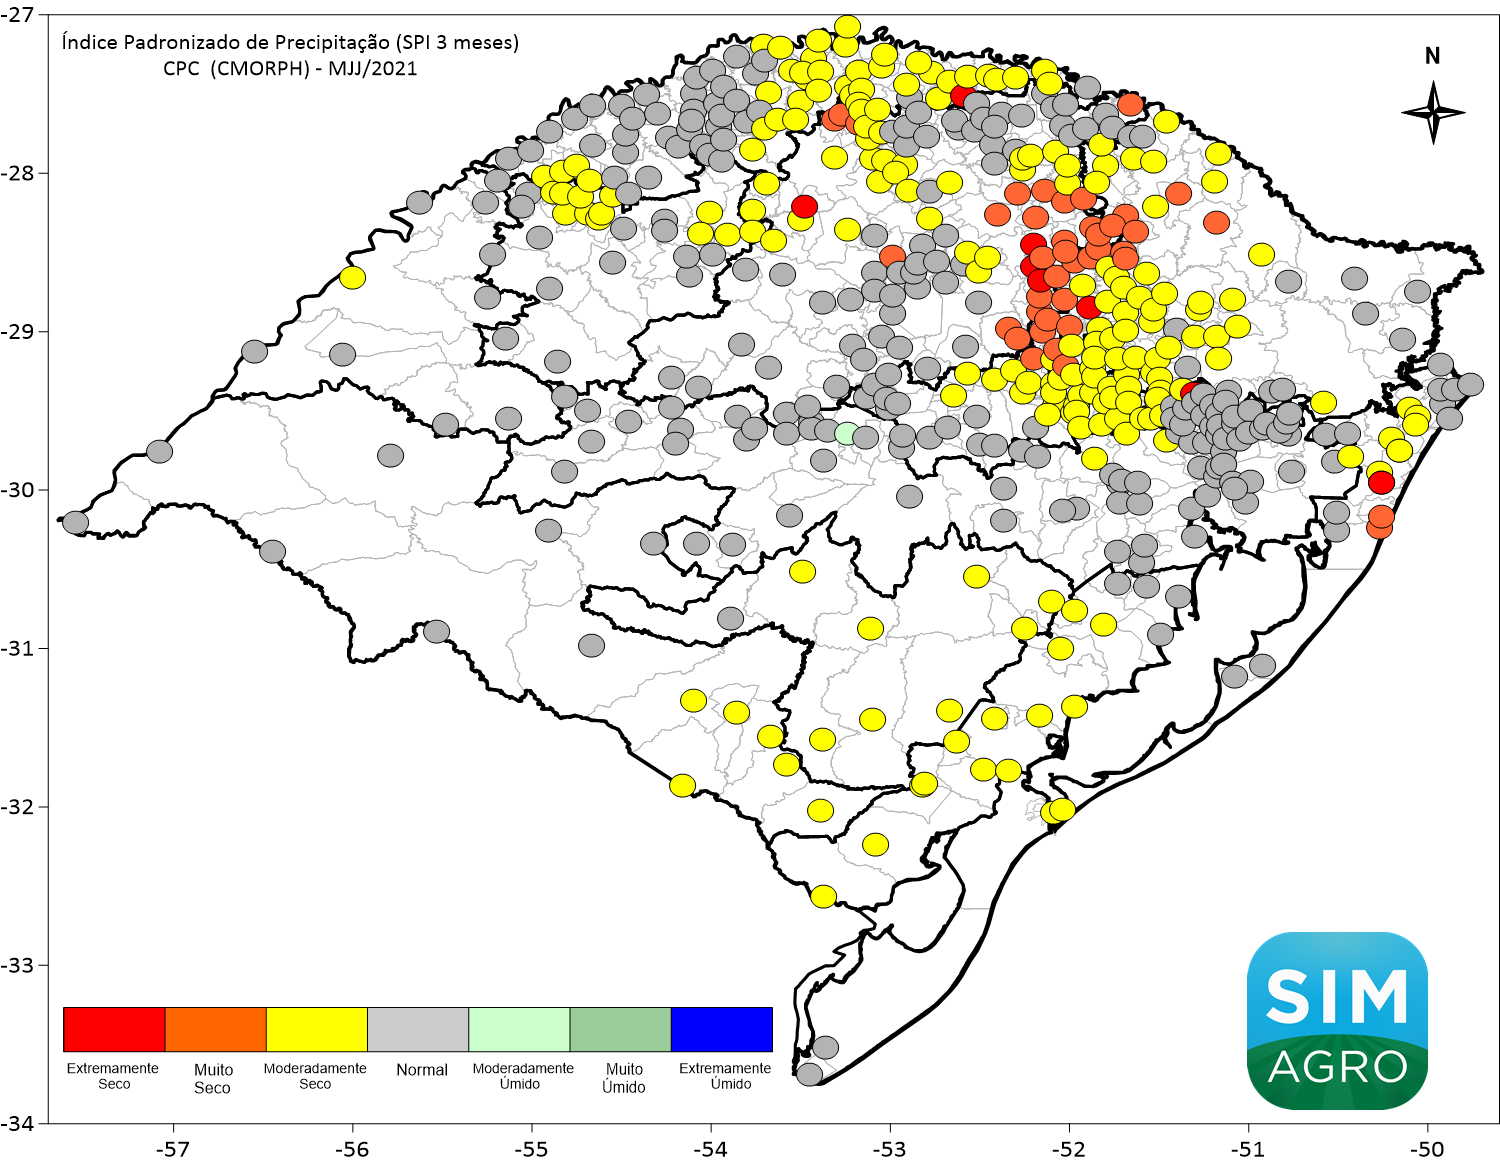 Índice Padronizado de Precipitação (SPI 3 meses)
CPC (CMORPH) - MJJ/2021
N
-27
-28
-29
-30
-31
-32
-33
-34
Extremamente
Seco
Muito
Seco
Moderadamente
Seco
Normal
Moderadamente
Úmido
Muito
Úmido
Extremamente
Úmido
SIM
AGRO
-57
-56
-55
-54
-53
-52
-51
-50